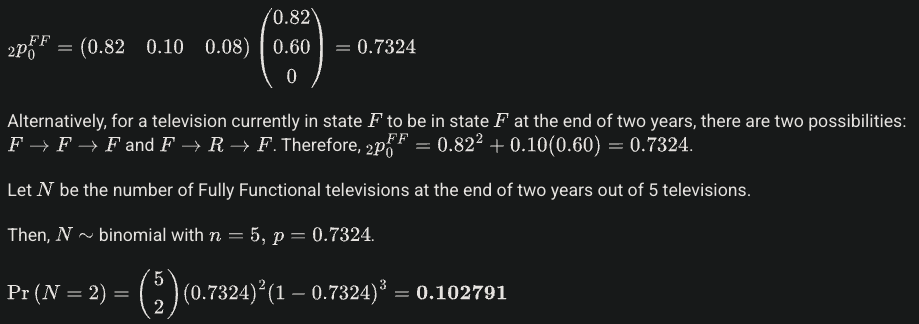 ₂p₀^{FF} = (0.82 0.10 0.08) (0.82 0.60 0) = 0.7324
Alternatively, for a television currently in state F to be in state F at the end of two years, there are two possibilities:
F → F → F and F → R → F. Therefore, ₂p₀^{FF} = 0.82² + 0.10(0.60) = 0.7324.
Let N be the number of Fully Functional televisions at the end of two years out of 5 televisions.
Then, N ∼ binomial with n = 5, p = 0.7324.
Pr (N = 2) = (5 2) (0.7324)²(1 − 0.7324)³ = 0.102791